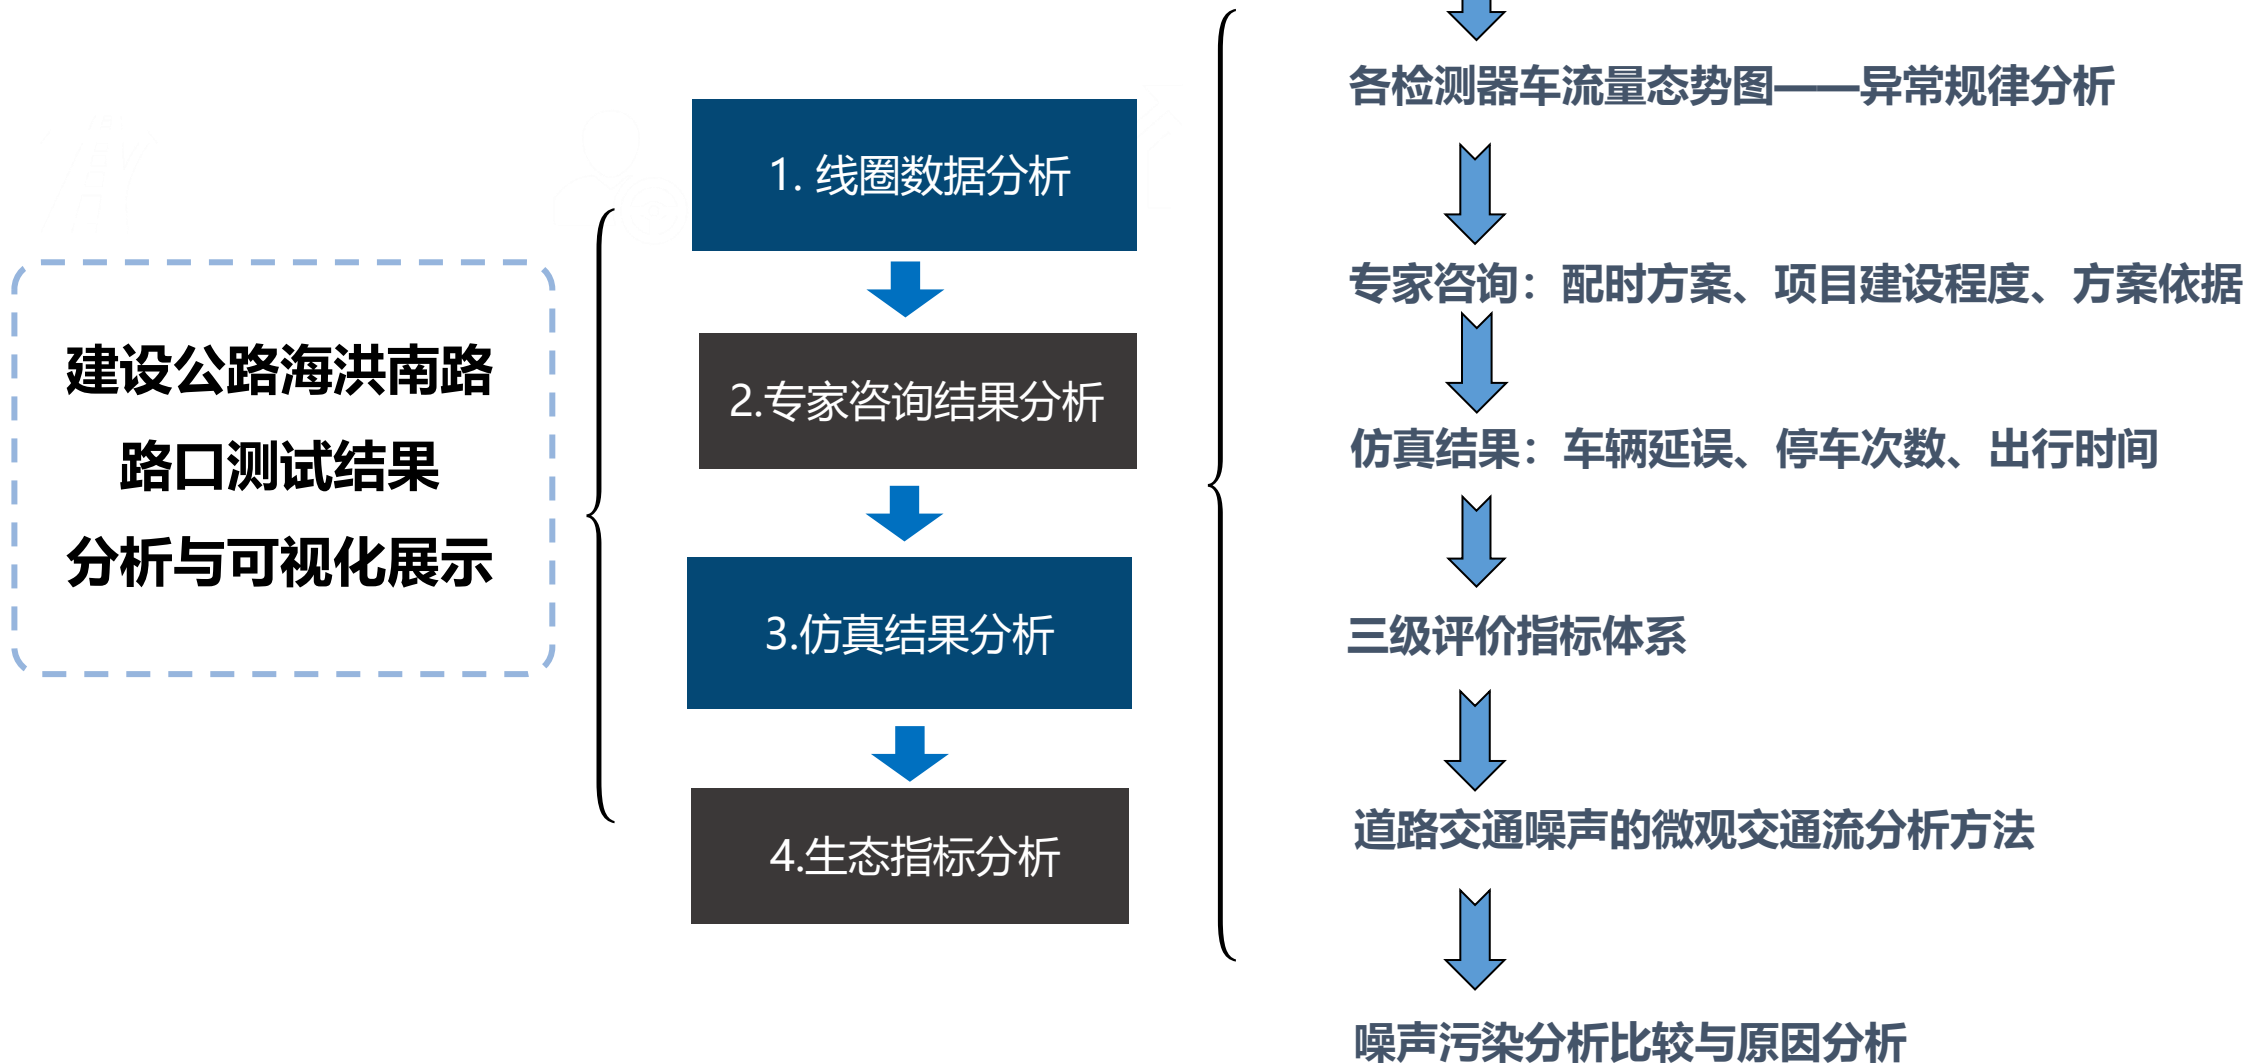 建设公路海洪南路
路口测试结果
分析与可视化展示
1. 线圈数据分析
2.专家咨询结果分析
3.仿真结果分析
4.生态指标分析
各检测器车流量态势图——异常规律分析
专家咨询：配时方案、项目建设程度、方案依据
仿真结果：车辆延误、停车次数、出行时间
三级评价指标体系
道路交通噪声的微观交通流分析方法
噪声污染分析比较与原因分析